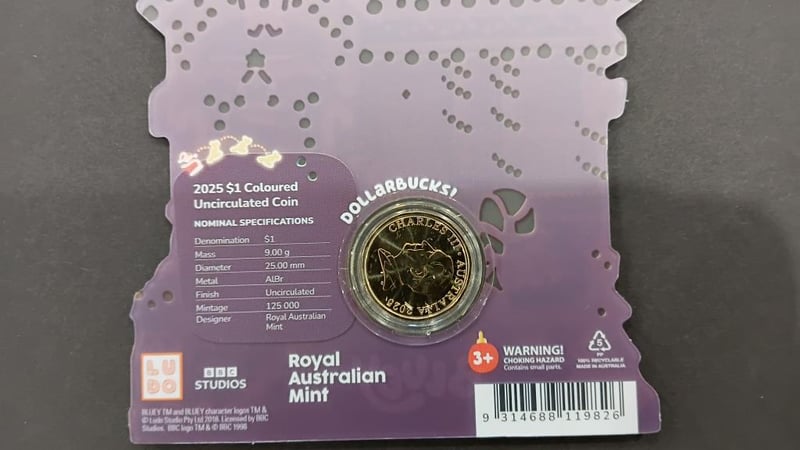 DOLLARBUCKS!
2025 $1 Coloured
Uncirculated Coin
NOMINAL SPECIFICATIONS
Denomination $1
Mass 9.00 g
Diameter 25.00 mm
Metal AlBr
Finish Uncirculated
Mintage 125 000
Designer Royal Australian
Mint
CHARLES III · AUSTRALIA 2025
LU
DO
BBC
STUDIOS
Royal
Australian
Mint
3+
WARNING!
CHOKING HAZARD
Contains small parts.
5
PP
100% RECYCLABLE
MADE IN AUSTRALIA
9 314688 119826
BLUEY TM and BLUEY character logos TM &
© Ludo Studio Pty Ltd 2018. Licensed by BBC
Studios. BBC logo TM & © BBC 1996